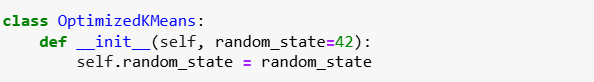 class OptimizedKMeans:
    def __init__(self, random_state=42):
        self.random_state = random_state